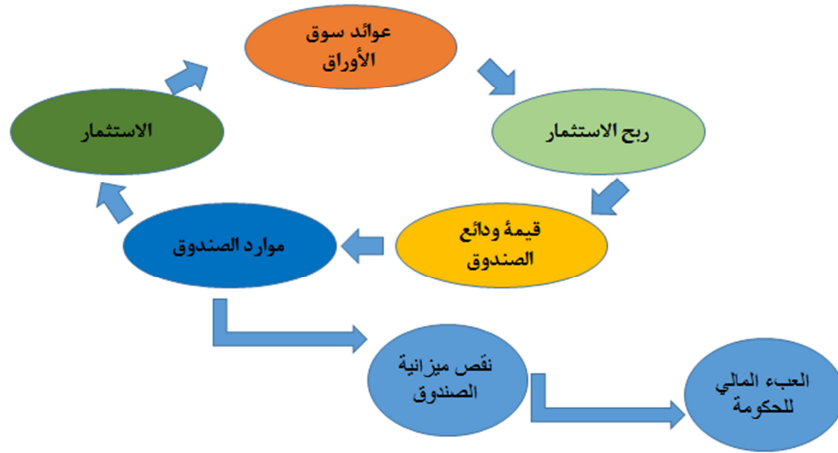 عوائد سوق
الأوراق
ربح الاستثمار
الاستثمار
قيمة ودائع
الصندوق
موارد الصندوق
نقص ميزانية
الصندوق
العبء المالي
للحكومة